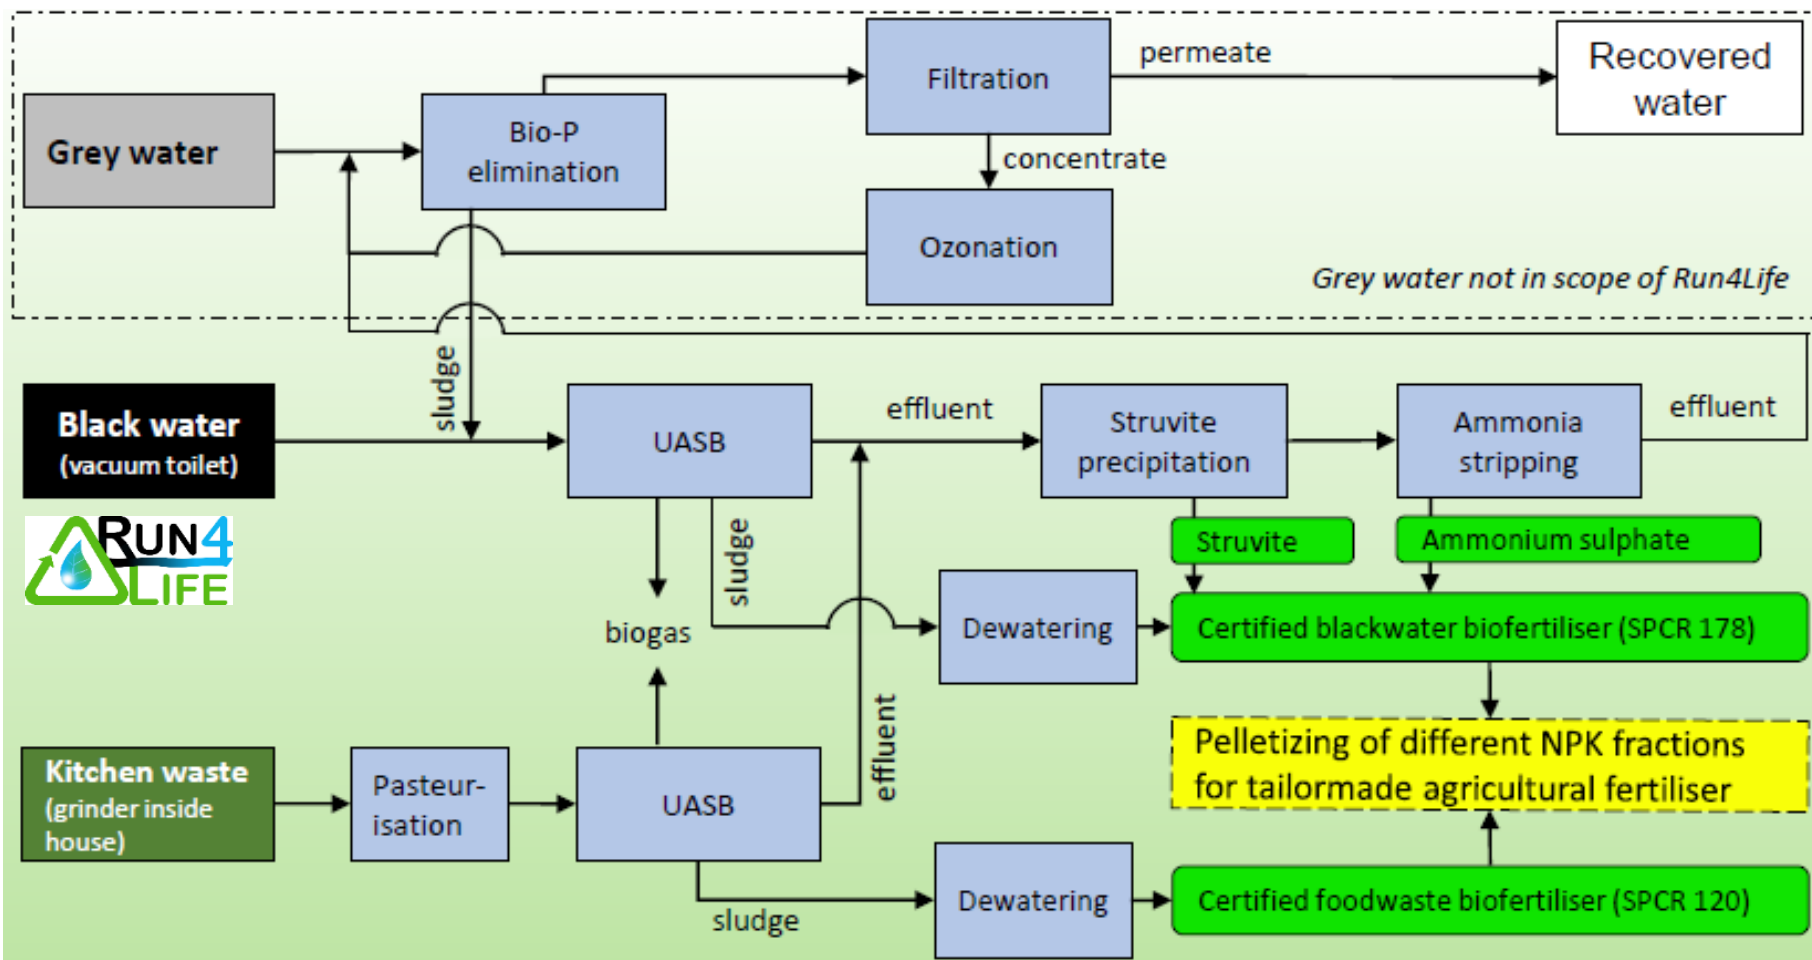 permeate
Recovered
water
Filtration
Grey water
Bio-P
elimination
concentrate
Ozonation
Grey water not in scope of Run4Life
sludge
Black water
(vacuum toilet)
UASB
effluent
Struvite
precipitation
Ammonia
stripping
effluent
RUN4
LIFE
sludge
Struvite
Ammonium sulphate
biogas
Dewatering
Certified blackwater biofertiliser (SPCR 178)
effluent
Pelletizing of different NPK fractions
for tailormade agricultural fertiliser
Kitchen waste
(grinder inside
house)
Pasteur-
isation
UASB
sludge
Dewatering
Certified foodwaste biofertiliser (SPCR 120)